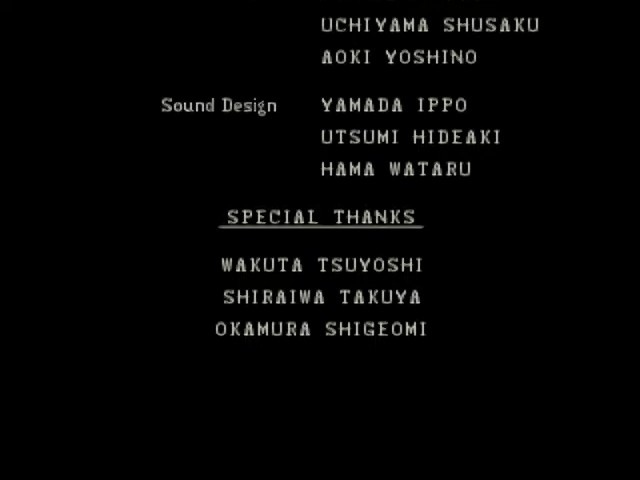 UCHIYAMA SHUSAKU
AOKI YOSHINO
Sound Design YAMADA IPPO
UTSUMI HIDEAKI
HAMA WATARU
SPECIAL THANKS
WAKUTA TSUYOSHI
SHIRAIWA TAKUYA
OKAMURA SHIGEOMI